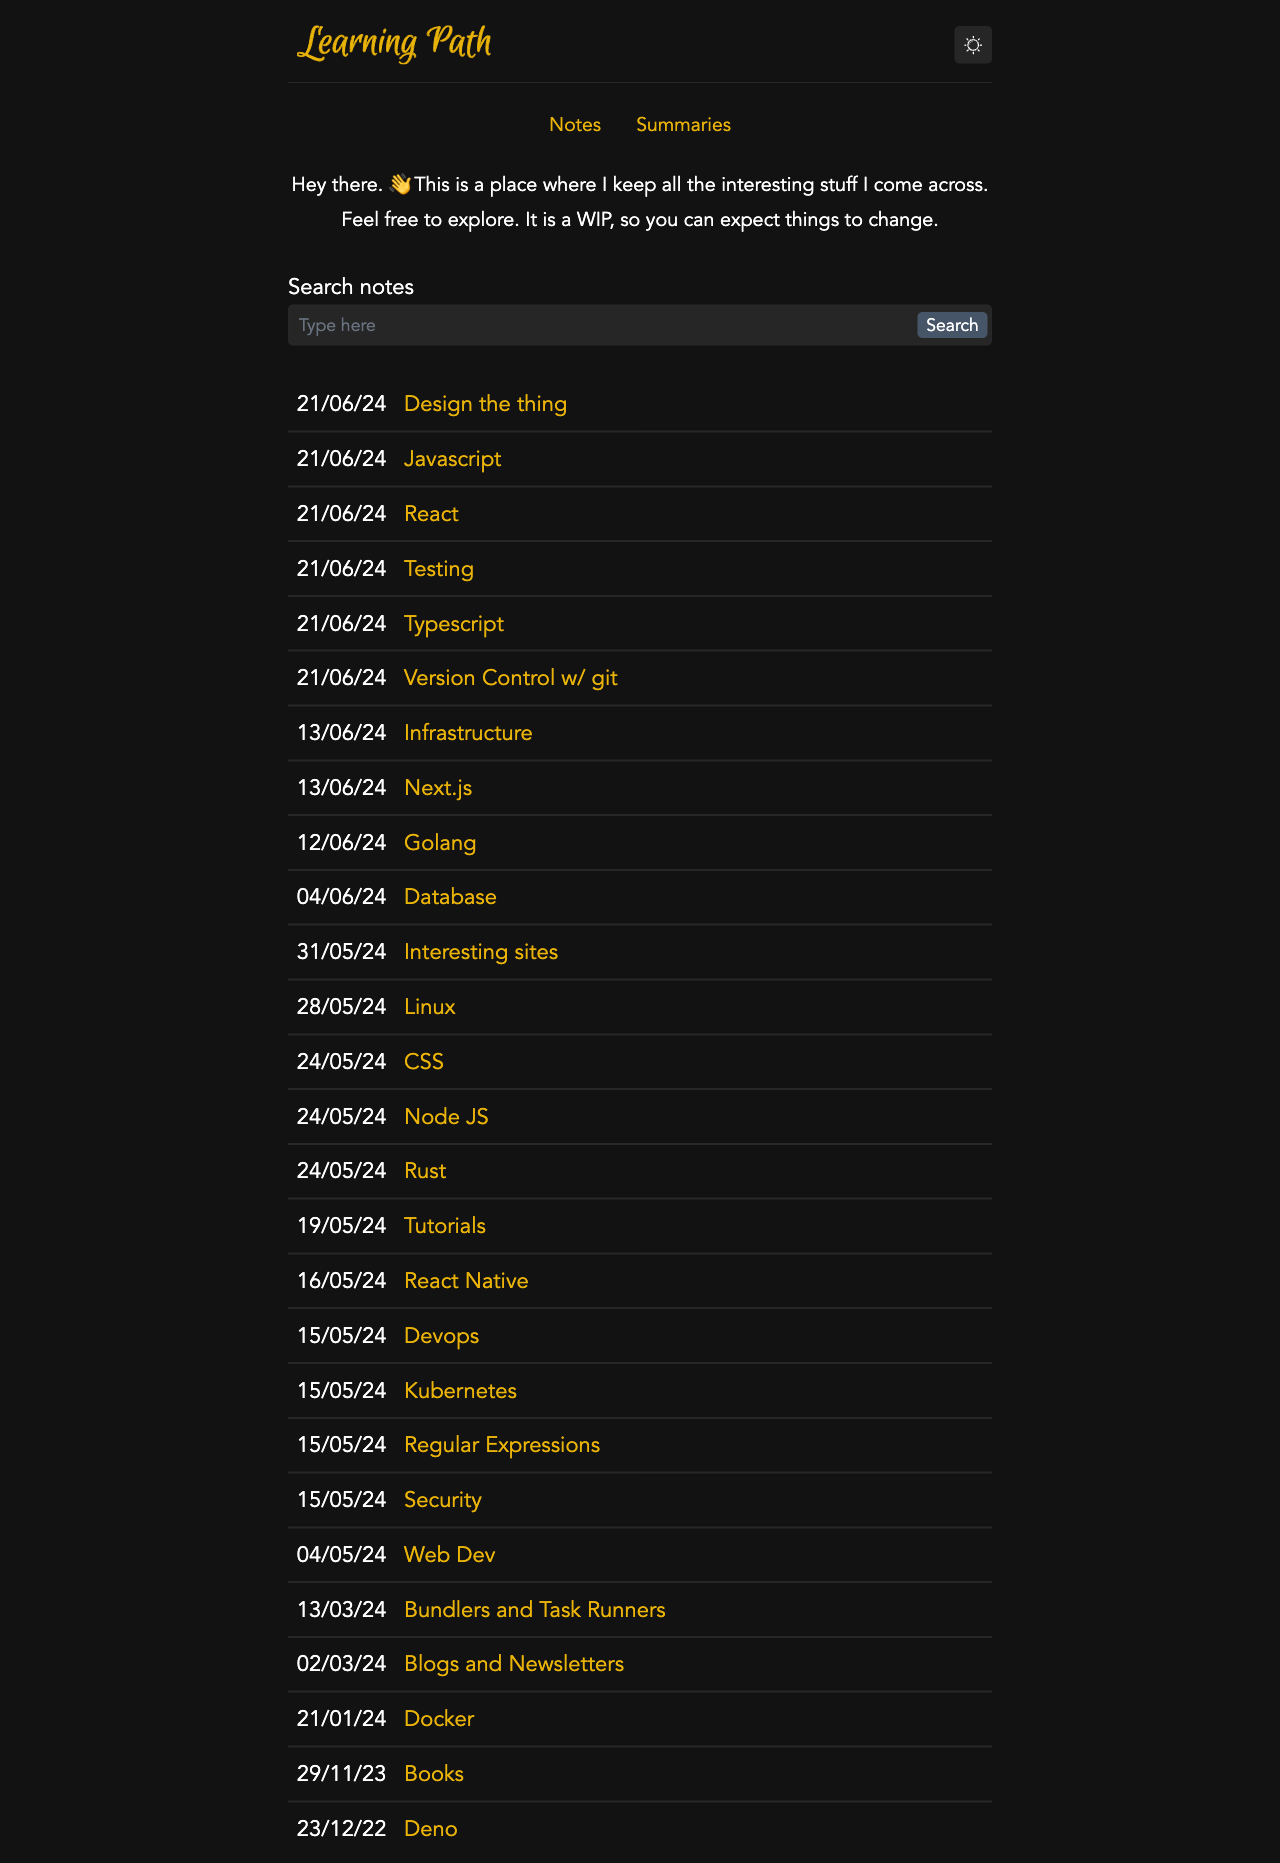 Learning Path
Notes Summaries
Hey there. 👋This is a place where I keep all the interesting stuff I come across.
Feel free to explore. It is a WIP, so you can expect things to change.
Search notes
Type here Search
21/06/24 Design the thing
21/06/24 Javascript
21/06/24 React
21/06/24 Testing
21/06/24 Typescript
21/06/24 Version Control w/ git
13/06/24 Infrastructure
13/06/24 Next.js
12/06/24 Golang
04/06/24 Database
31/05/24 Interesting sites
28/05/24 Linux
24/05/24 CSS
24/05/24 Node JS
24/05/24 Rust
19/05/24 Tutorials
16/05/24 React Native
15/05/24 Devops
15/05/24 Kubernetes
15/05/24 Regular Expressions
15/05/24 Security
04/05/24 Web Dev
13/03/24 Bundlers and Task Runners
02/03/24 Blogs and Newsletters
21/01/24 Docker
29/11/23 Books
23/12/22 Deno